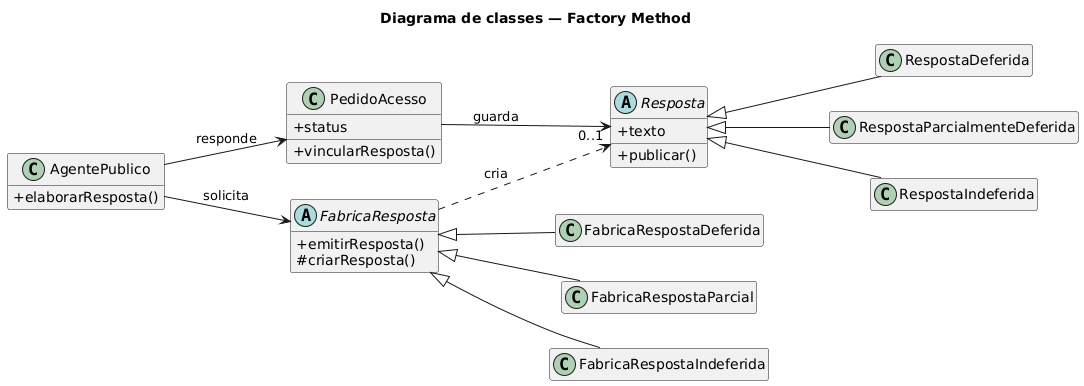 Diagrama de classes — Factory Method
C AgentePublico
+elaborarResposta()
responde
solicita
C PedidoAcesso
+status
+vincularResposta()
A FabricaResposta
+emitirResposta()
#criarResposta()
guarda
0..1
cria
A Resposta
+texto
+publicar()
C RespostaDeferida
C RespostaParcialmenteDeferida
C RespostaIndeferida
C FabricaRespostaDeferida
C FabricaRespostaParcial
C FabricaRespostaIndeferida